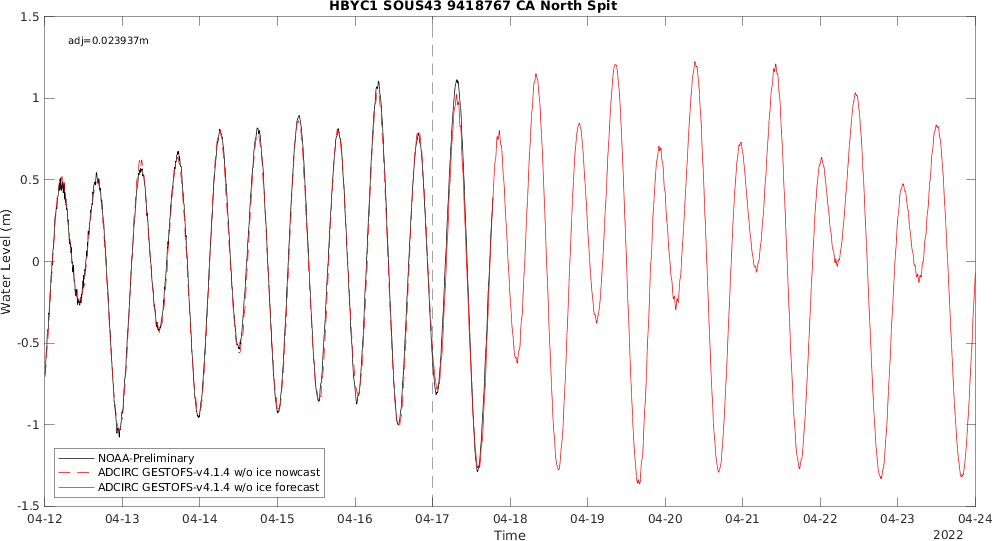 HBYC1 SOUS43 9418767 CA North Spit
adj=0.023937m
1.5
1
0.5
0
-0.5
-1
-1.5
Water Level (m)
NOAA-Preliminary
ADCIRC GESTOFS-v4.1.4 w/o ice nowcast
ADCIRC GESTOFS-v4.1.4 w/o ice forecast
04-12 04-13 04-14 04-15 04-16 04-17 04-18 04-19 04-20 04-21 04-22 04-23 04-24
Time
2022